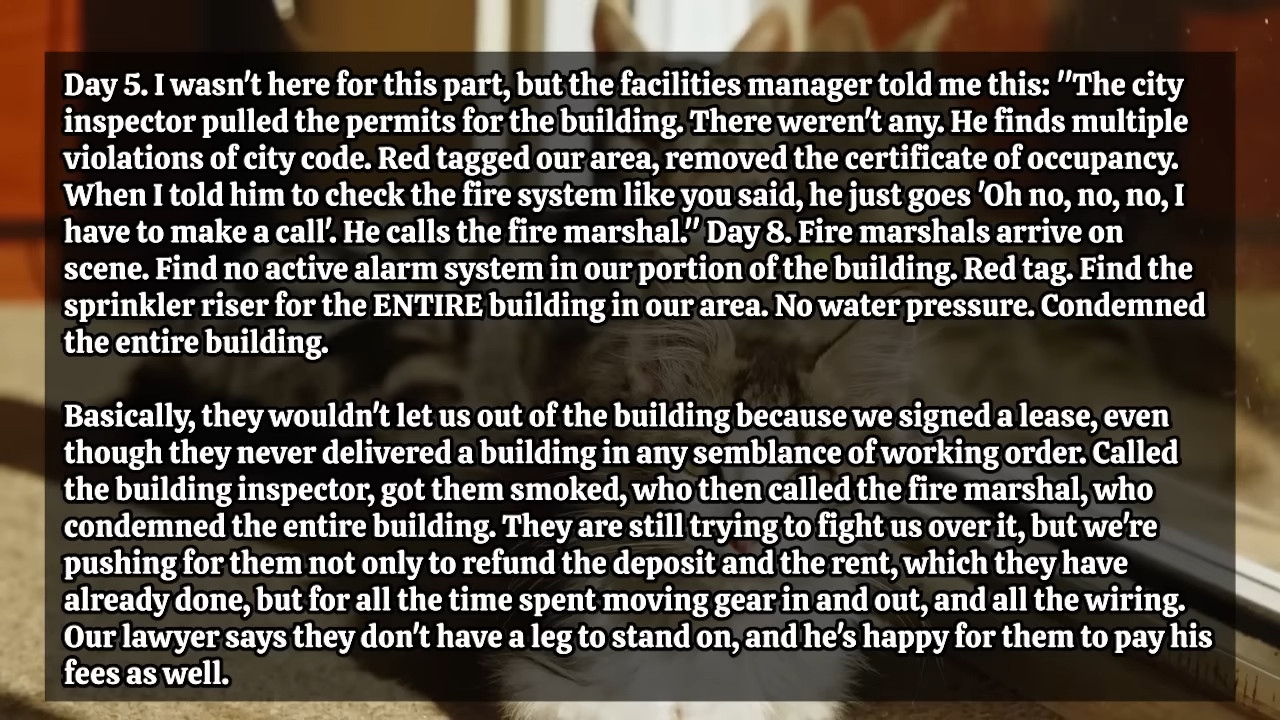 Day 5. I wasn't here for this part, but the facilities manager told me this: "The city
inspector pulled the permits for the building. There weren't any. He finds multiple
violations of city code. Red tagged our area, removed the certificate of occupancy.
When I told him to check the fire system like you said, he just goes 'Oh no, no, no, I
have to make a call'. He calls the fire marshal." Day 8. Fire marshals arrive on
scene. Find no active alarm system in our portion of the building. Red tag. Find the
sprinkler riser for the ENTIRE building in our area. No water pressure. Condemned
the entire building.

Basically, they wouldn't let us out of the building because we signed a lease, even
though they never delivered a building in any semblance of working order. Called
the building inspector, got them smoked, who then called the fire marshal, who
condemned the entire building. They are still trying to fight us over it, but we're
pushing for them not only to refund the deposit and the rent, which they have
already done, but for all the time spent moving gear in and out, and all the wiring.
Our lawyer says they don't have a leg to stand on, and he's happy for them to pay his
fees as well.